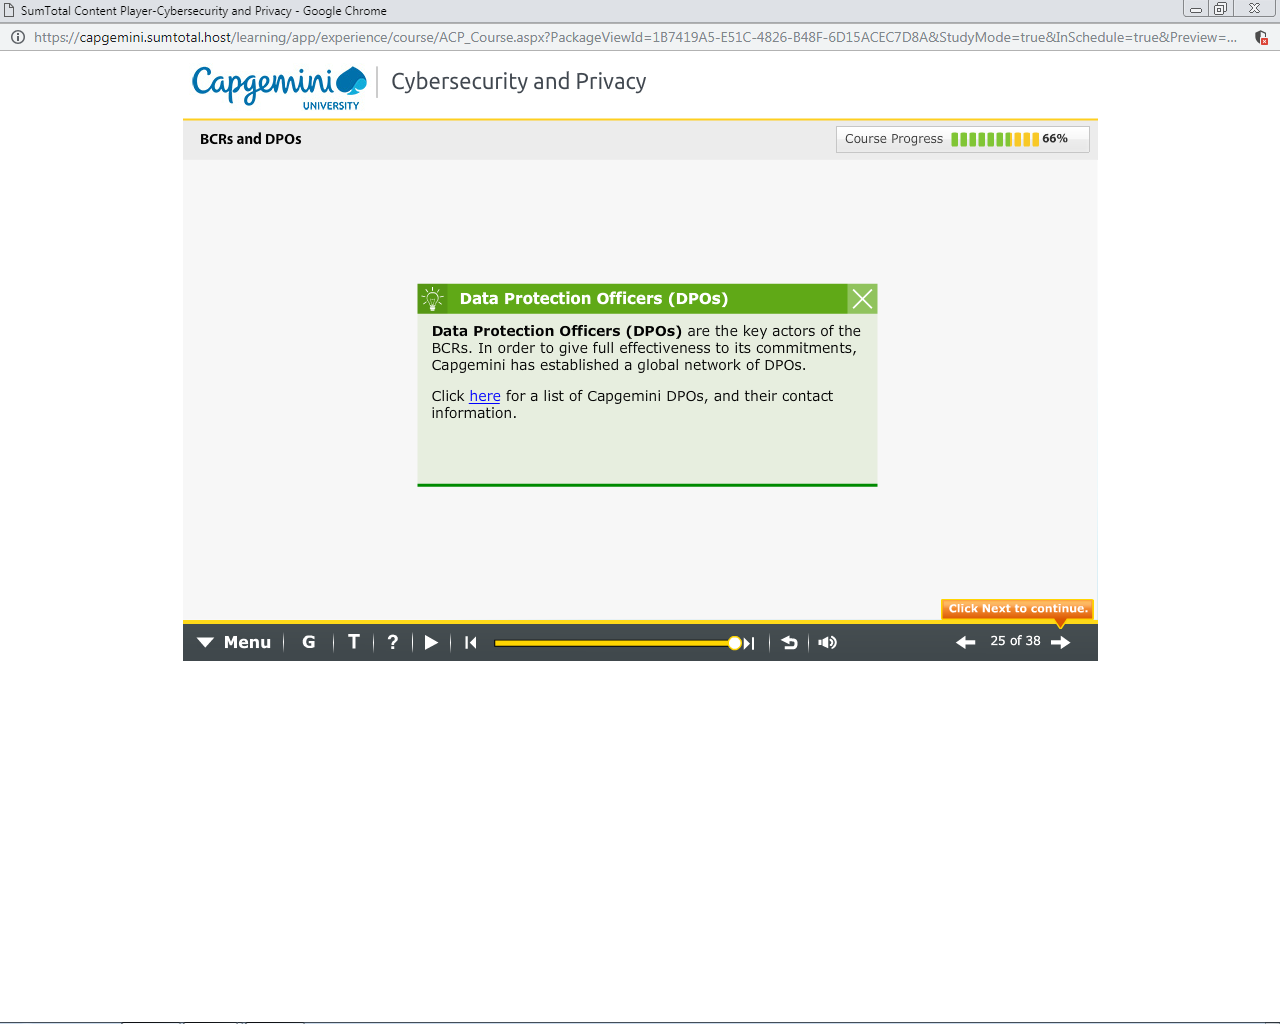 SumTotal Content Player-Cybersecurity and Privacy - Google Chrome
https://capgemini.sumtotal.host/learning/app/experience/course/ACP_Course.aspx?PackageViewId=1B7419A5-E51C-4826-B48F-6D15ACEC7D8A&StudyMode=true&InSchedule=true&Preview=...
Capgemini
UNIVERSITY
Cybersecurity and Privacy
BCRs and DPOs
Course Progress 66%
Data Protection Officers (DPOs)
Data Protection Officers (DPOs) are the key actors of the
BCRs. In order to give full effectiveness to its commitments,
Capgemini has established a global network of DPOs.
Click here for a list of Capgemini DPOs, and their contact
information.
Click Next to continue.
Menu G T ? 25 of 38